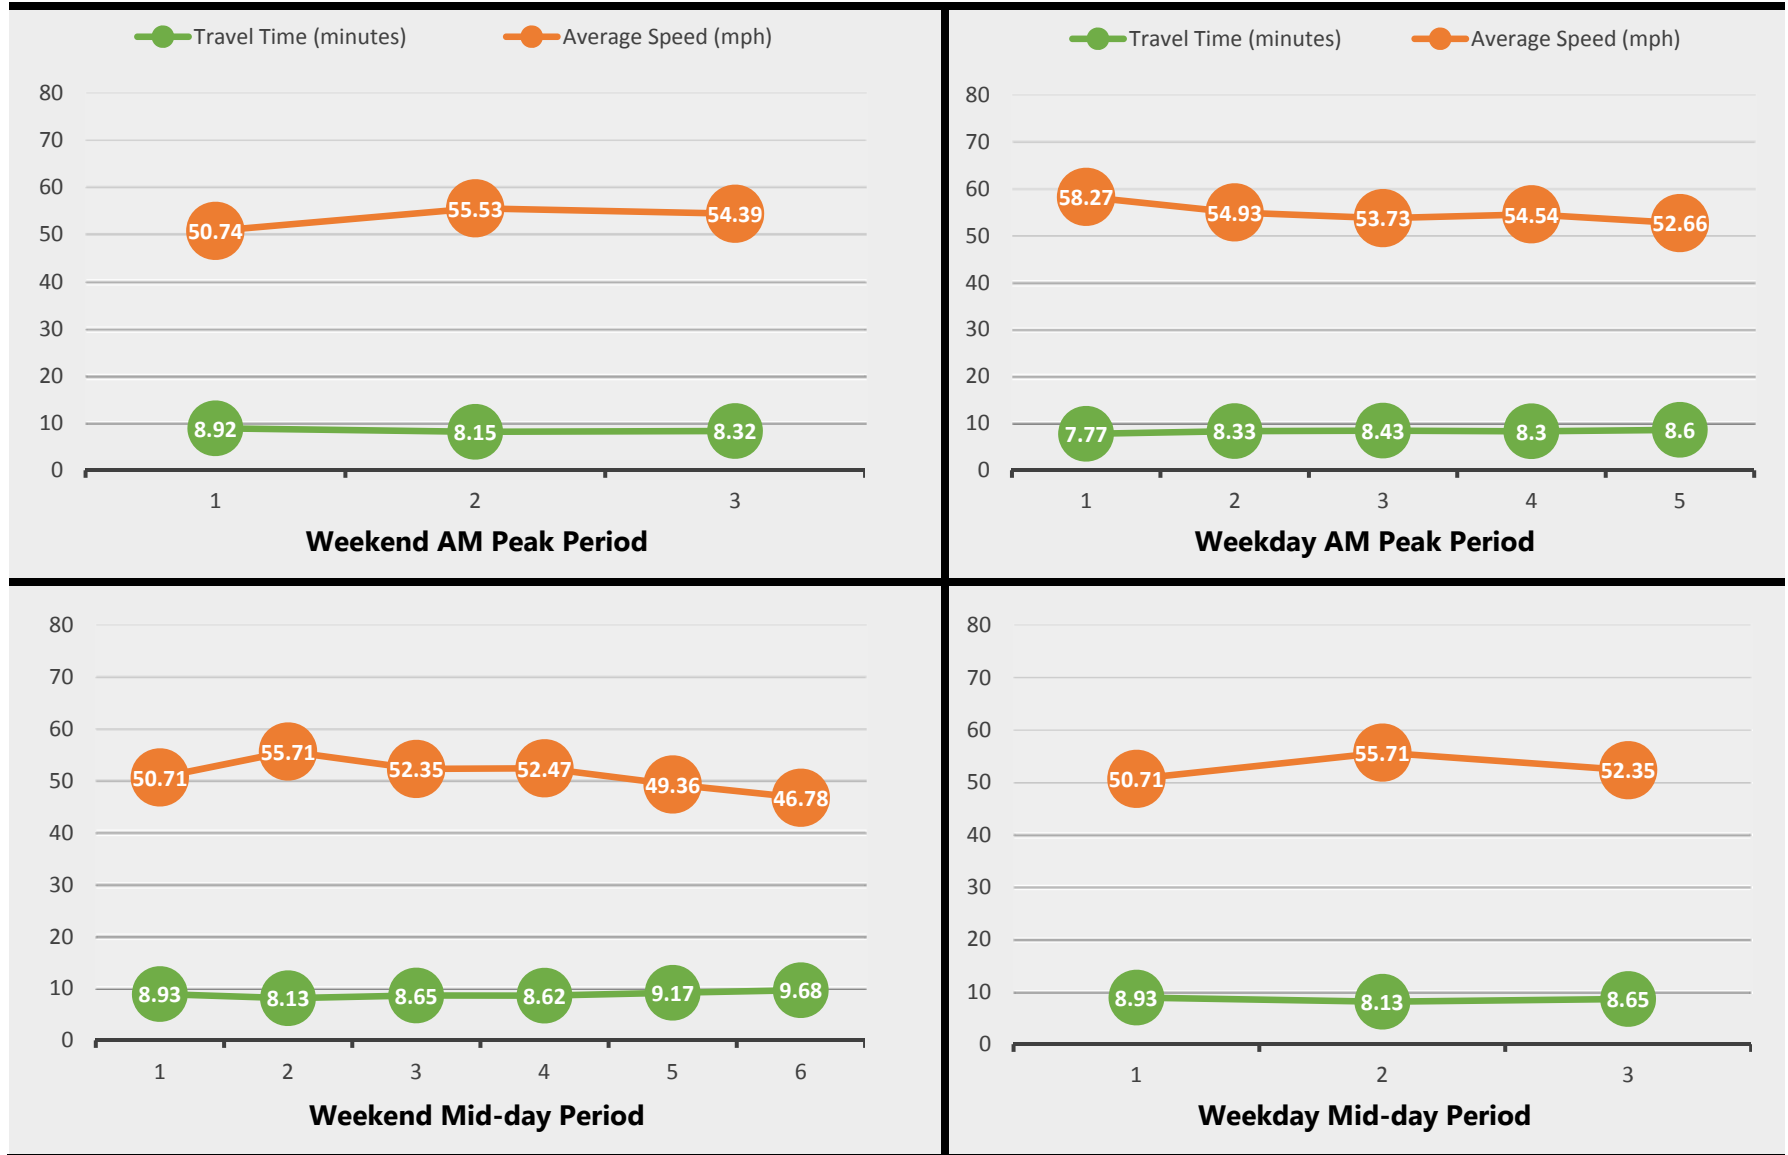 Travel Time (minutes) Average Speed (mph)
80
70
60
50
40
30
20
10
0
50.74 55.53 54.39
8.92 8.15 8.32
1 2 3
Weekend AM Peak Period
Travel Time (minutes) Average Speed (mph)
80
70
60
50
40
30
20
10
0
58.27 54.93 53.73 54.54 52.66
7.77 8.33 8.43 8.3 8.6
1 2 3 4 5
Weekday AM Peak Period
80
70
60
50
40
30
20
10
0
50.71 55.71 52.35 52.47 49.36 46.78
8.93 8.13 8.65 8.62 9.17 9.68
1 2 3 4 5 6
Weekend Mid-day Period
80
70
60
50
40
30
20
10
0
50.71 55.71 52.35
8.93 8.13 8.65
1 2 3
Weekday Mid-day Period